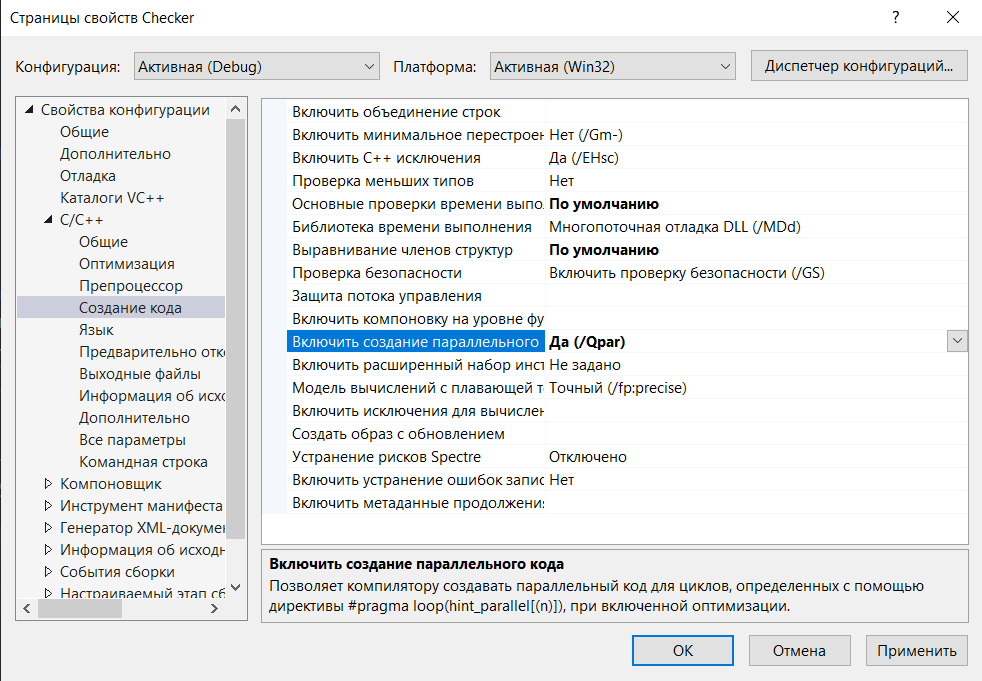 Страницы свойств Checker
?
Конфигурация: Активная (Debug) Платформа: Активная (Win32) Диспетчер конфигураций...
Свойства конфигурации
Общие
Дополнительно
Отладка
Каталоги VC++
C/C++
Общие
Оптимизация
Препроцессор
Создание кода
Язык
Предварительно отко
Выходные файлы
Информация об исхо
Дополнительно
Все параметры
Командная строка
Компоновщик
Инструмент манифеста
Генератор XML-докумен
Информация об исходн
События сборки
Настраиваемый этап сб
Включить объединение строк
Включить минимальное перестроен Нет (/Gm-)
Включить C++ исключения Да (/EHsc)
Проверка меньших типов Нет
Основные проверки времени выпо. По умолчанию
Библиотека времени выполнения Многопоточная отладка DLL (/MDd)
Выравнивание членов структур По умолчанию
Проверка безопасности Включить проверку безопасности (/GS)
Защита потока управления
Включить компоновку на уровне фу
Включить создание параллельного Да (/Qpar)
Включить расширенный набор инст Не задано
Модель вычислений с плавающей т Точный (/fp:precise)
Включить исключения для вычислен
Создать образ с обновлением
Устранение рисков Spectre Отключено
Включить устранение ошибок запис Нет
Включить метаданные продолжения
Включить создание параллельного кода
Позволяет компилятору создавать параллельный код для циклов, определенных с помощью
директивы #pragma loop(hint_parallel[(n)]), при включенной оптимизации.
ОК Отмена Применить